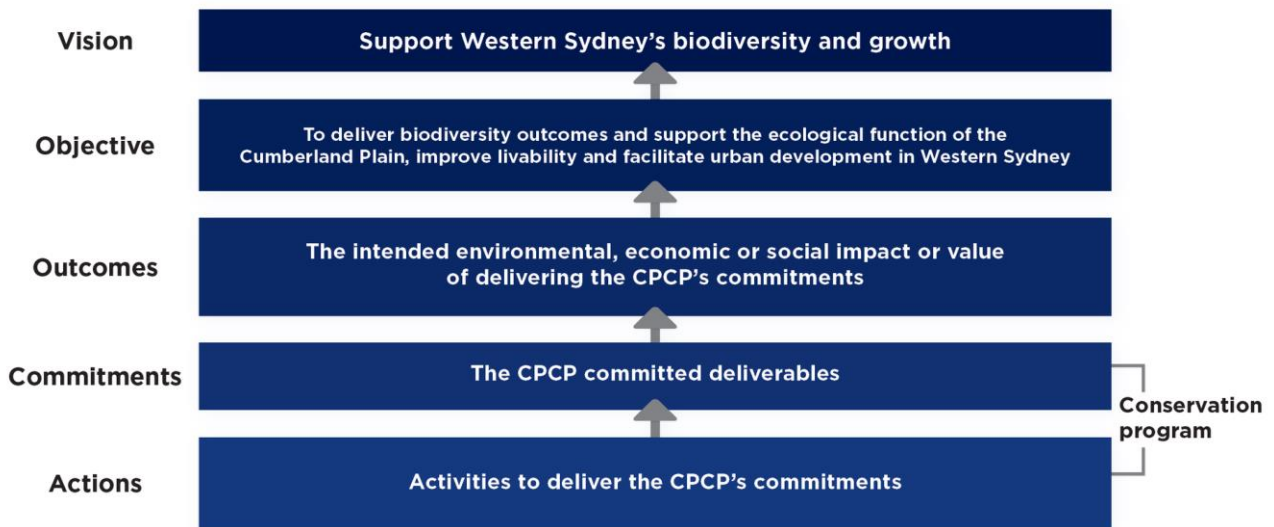 Vision
Support Western Sydney's biodiversity and growth
Objective
To deliver biodiversity outcomes and support the ecological function of the
Cumberland Plain, improve livability and facilitate urban development in Western Sydney
Outcomes
The intended environmental, economic or social impact or value
of delivering the CPCP's commitments
Commitments
The CPCP committed deliverables
Conservation
program
Actions
Activities to deliver the CPCP's commitments